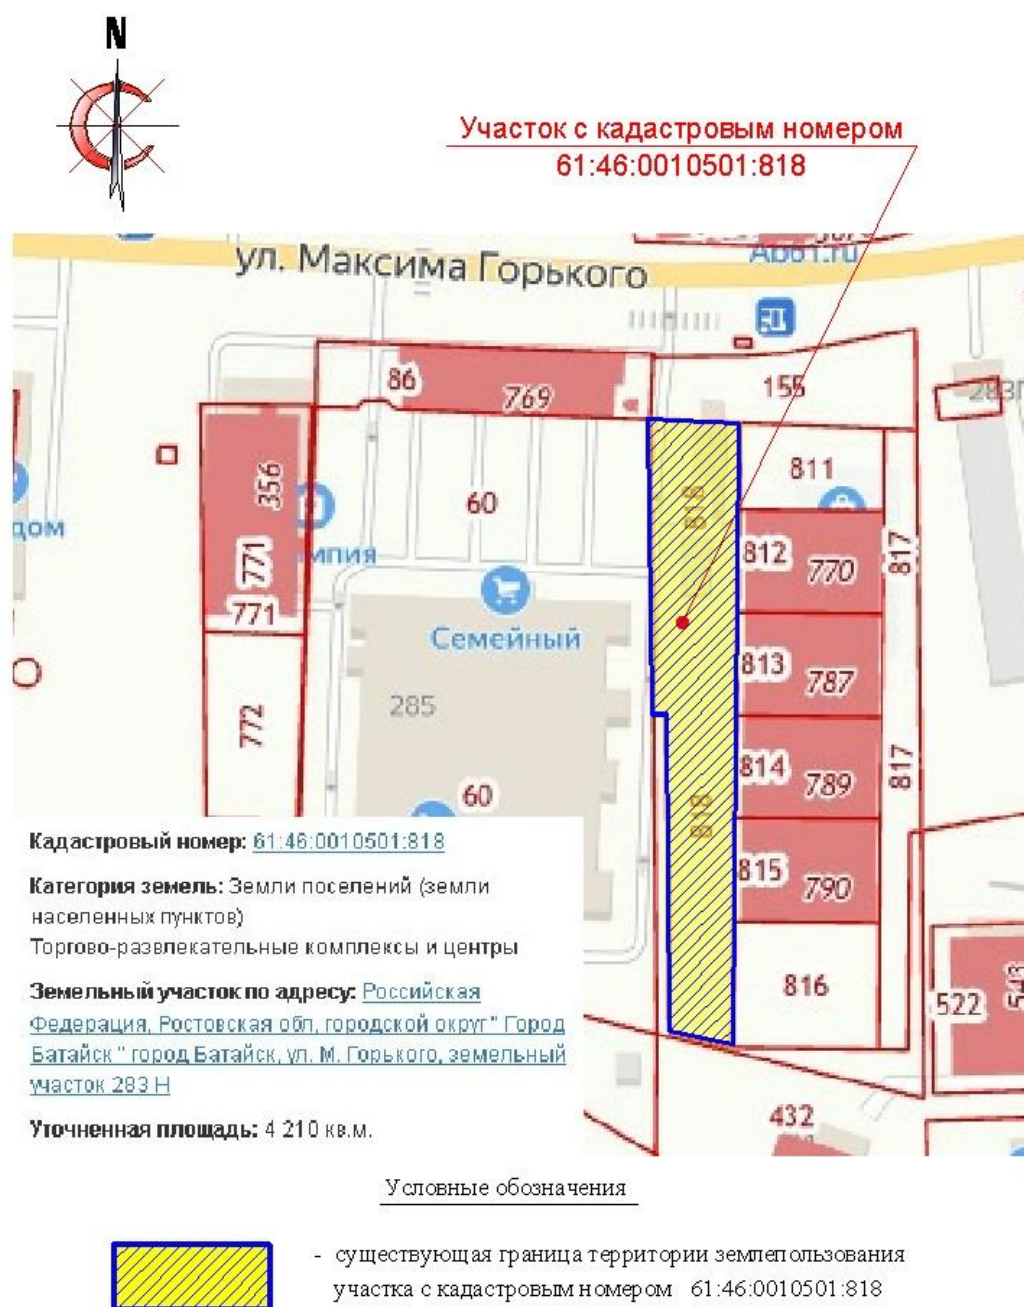 N
Участок с кадастровым номером
61:46:0010501:818
ул. Максима Горького
86
769
155
283Г
811
356
60
818
817
дом
мпия
771
812
770
771
Семейный
813
787
285
772
814
789
817
60
818
815
790
Кадастровый номер: 61:46:0010501:818
Категория земель: Земли поселений (земли
населенных пунктов)
Торгово-развлекательные комплексы и центры
816
522
543
Земельный участок по адресу: Российская
Федерация, Ростовская обл, городской округ " Город
Батайск " город Батайск, ул. М. Горького, земельный
участок 283 Н
432
Уточненная площадь: 4 210 кв.м.
Условные обозначения
- существующая граница территории землепользования
участка с кадастровым номером 61:46:0010501:818